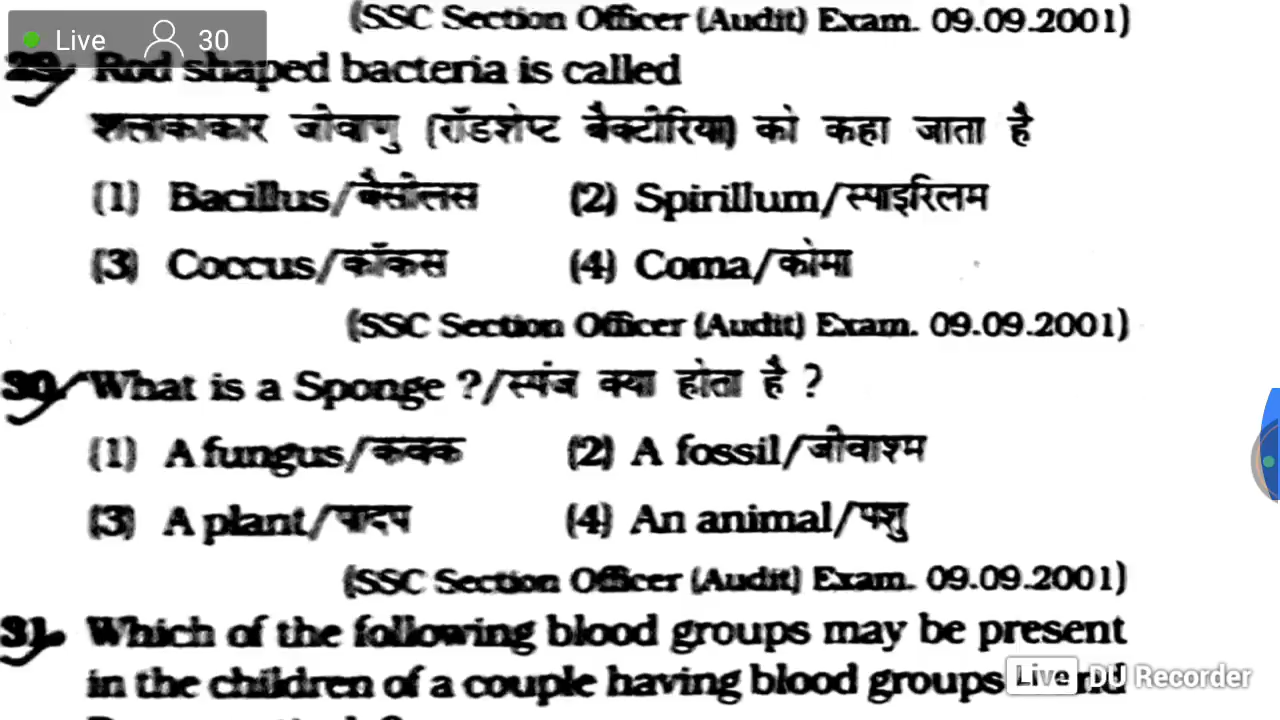 (SSC Section Officer (Audit) Exam. 09.09.2001)
Live 30
29. Rod shaped bacteria is called
शलाकाकार जीवाणु (रॉडशेप्ट बैक्टीरिया) को कहा जाता है
(1) Bacillus/बैसीलस (2) Spirillum/स्पाइरिलम
(3) Coccus/कॉकस (4) Coma/कोमा
(SSC Section Officer (Audit) Exam. 09.09.2001)
30. What is a Sponge ?/स्पंज क्या होता है ?
(1) A fungus/कवक (2) A fossil/जीवाश्म
(3) A plant/पादप (4) An animal/पशु
(SSC Section Officer (Audit) Exam. 09.09.2001)
31. Which of the following blood groups may be present
in the children of a couple having blood groups
Live DU Recorder